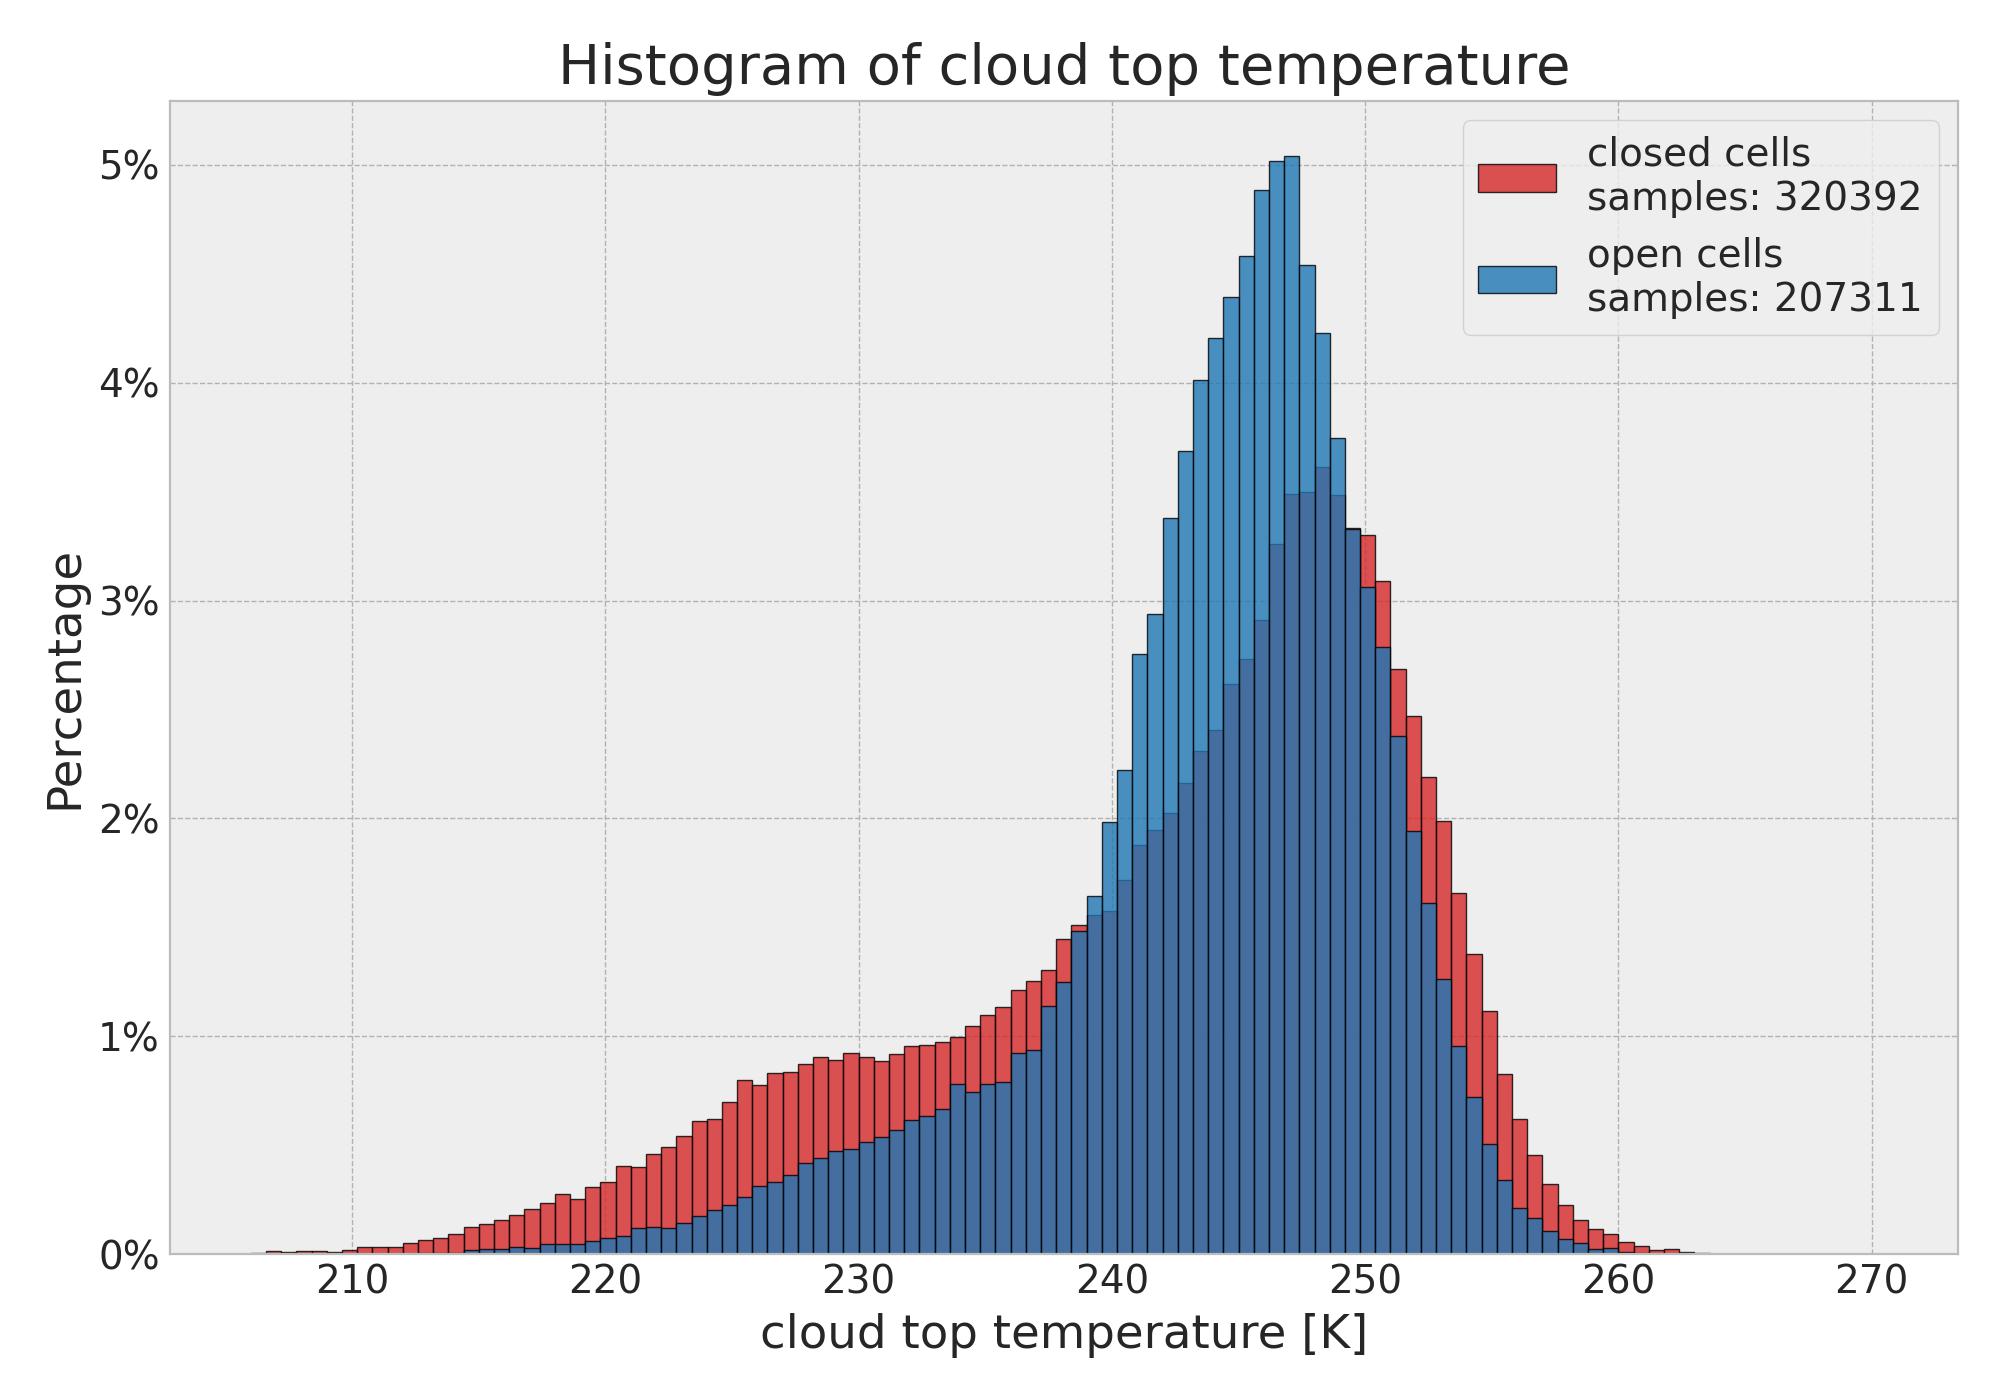 Histogram of cloud top temperature
closed cells
samples: 320392
open cells
samples: 207311
Percentage
5%
4%
3%
2%
1%
0%
210 220 230 240 250 260 270
cloud top temperature [K]